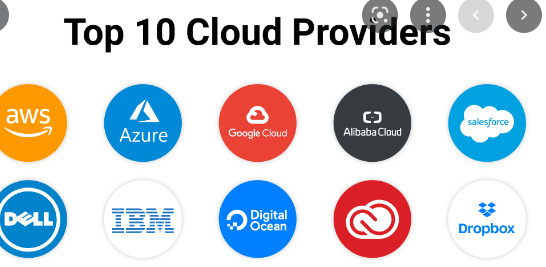 Top 10 Cloud Providers
aws
Azure
Google Cloud
Alibaba Cloud
salesforce
DELL
IBM
Digital
Ocean
Dropbox